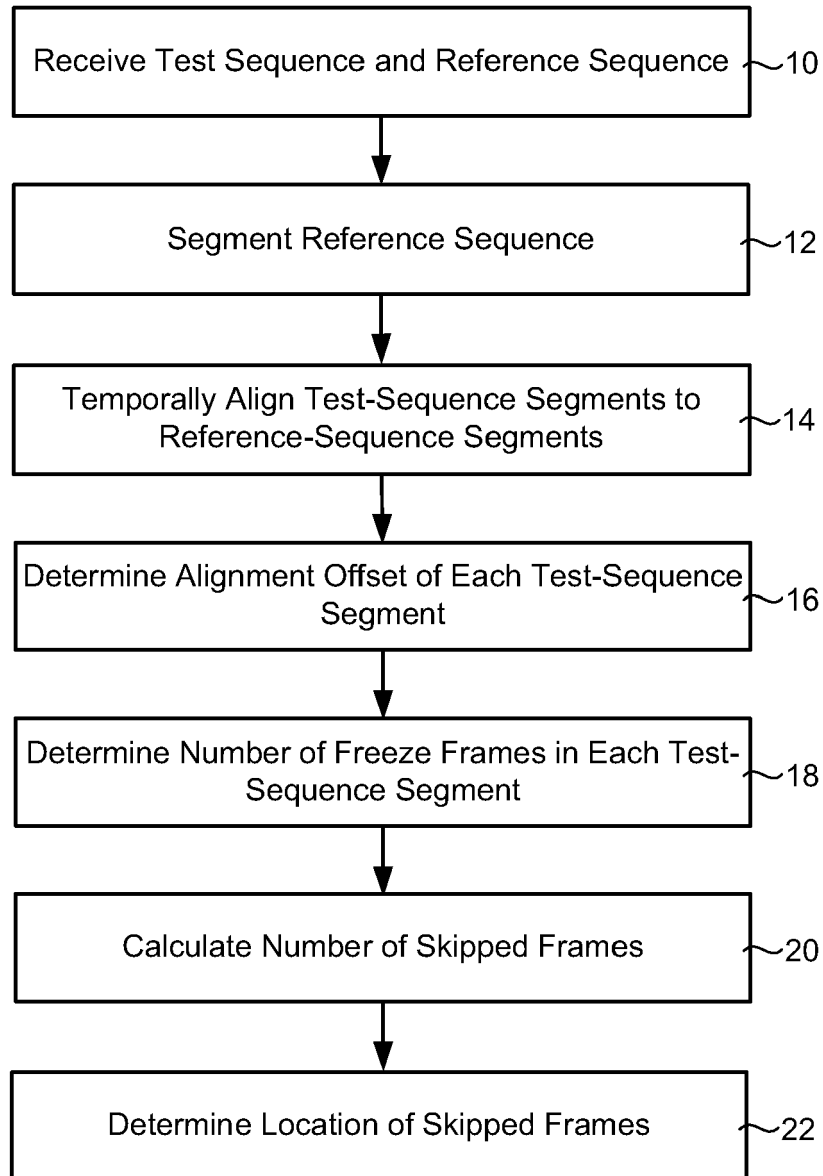 Receive Test Sequence and Reference Sequence
10
Segment Reference Sequence
12
Temporally Align Test-Sequence Segments to
Reference-Sequence Segments
14
Determine Alignment Offset of Each Test-Sequence
Segment
16
Determine Number of Freeze Frames in Each Test-
Sequence Segment
18
Calculate Number of Skipped Frames
20
Determine Location of Skipped Frames
22